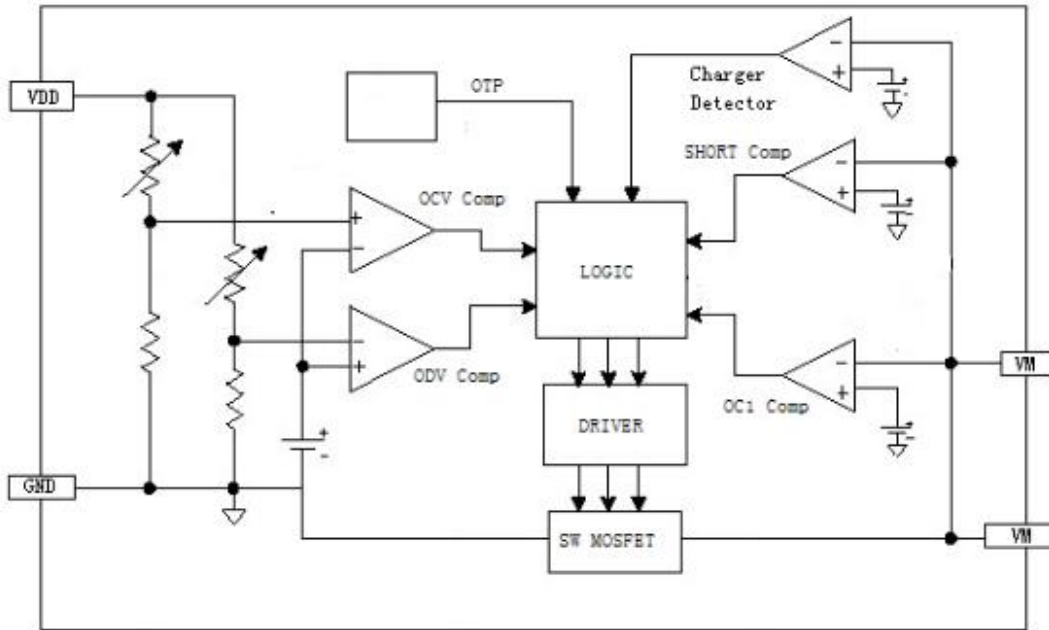 VDD
OTP
Charger
Detector
SHORT Comp
OCV Comp
+
-
LOGIC
-
+
ODV Comp
OC1 Comp
VM
DRIVER
+
-
GND
SW MOSFET
VM
-
+
+
-
-
+
+
-
-
+
+
-